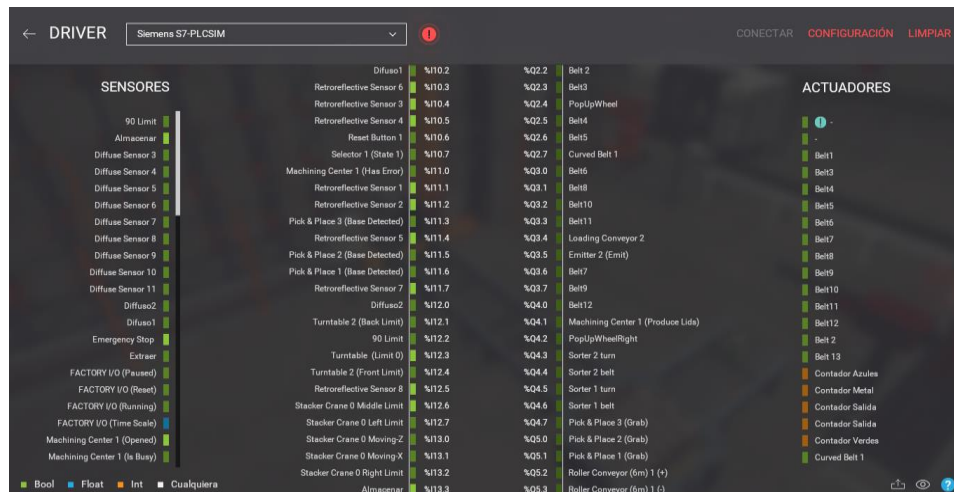 ← DRIVER Siemens S7-PLCSIM ! CONECTAR CONFIGURACIÓN LIMPIAR
SENSORES
90 Limit
Almacenar
Diffuse Sensor 3
Diffuse Sensor 4
Diffuse Sensor 5
Diffuse Sensor 6
Diffuse Sensor 7
Diffuse Sensor 8
Diffuse Sensor 9
Diffuse Sensor 10
Diffuse Sensor 11
Difuso2
Difuso1
Emergency Stop
Extraer
FACTORY I/O (Paused)
FACTORY I/O (Reset)
FACTORY I/O (Running)
FACTORY I/O (Time Scale)
Machining Center 1 (Opened)
Machining Center 1 (Is Busy)
Difuso1 %I10.2
Retroreflective Sensor 6 %I10.3
Retroreflective Sensor 3 %I10.4
Retroreflective Sensor 4 %I10.5
Reset Button 1 %I10.6
Selector 1 (State 1) %I10.7
Machining Center 1 (Has Error) %I11.0
Retroreflective Sensor 1 %I11.1
Retroreflective Sensor 2 %I11.2
Pick & Place 3 (Base Detected) %I11.3
Retroreflective Sensor 5 %I11.4
Pick & Place 2 (Base Detected) %I11.5
Pick & Place 1 (Base Detected) %I11.6
Retroreflective Sensor 7 %I11.7
Diffuso2 %I12.0
Turntable 2 (Back Limit) %I12.1
90 Limit %I12.2
Turntable (Limit 0) %I12.3
Turntable 2 (Front Limit) %I12.4
Retroreflective Sensor 8 %I12.5
Stacker Crane 0 Middle Limit %I12.6
Stacker Crane 0 Left Limit %I12.7
Stacker Crane 0 Moving-Z %I13.0
Stacker Crane 0 Moving-X %I13.1
Stacker Crane 0 Right Limit %I13.2
Almacenar %I13.3
%Q2.2 Belt 2
%Q2.3 Belt3
%Q2.4 PopUpWheel
%Q2.5 Belt4
%Q2.6 Belt5
%Q2.7 Curved Belt 1
%Q3.0 Belt6
%Q3.1 Belt8
%Q3.2 Belt10
%Q3.3 Belt11
%Q3.4 Loading Conveyor 2
%Q3.5 Emitter 2 (Emit)
%Q3.6 Belt7
%Q3.7 Belt9
%Q4.0 Belt12
%Q4.1 Machining Center 1 (Produce Lids)
%Q4.2 PopUpWheelRight
%Q4.3 Sorter 2 turn
%Q4.4 Sorter 2 belt
%Q4.5 Sorter 1 turn
%Q4.6 Sorter 1 belt
%Q4.7 Pick & Place 3 (Grab)
%Q5.0 Pick & Place 2 (Grab)
%Q5.1 Pick & Place 1 (Grab)
%Q5.2 Roller Conveyor (6m) 1 (+)
%Q5.3 Roller Conveyor (6m) 1 (-)
ACTUADORES
! -
-
Belt1
Belt3
Belt4
Belt5
Belt6
Belt7
Belt8
Belt9
Belt10
Belt11
Belt12
Belt 2
Belt 13
Contador Azules
Contador Metal
Contador Salida
Contador Salida
Contador Verdes
Curved Belt 1
Bool Float Int Cualquiera ?